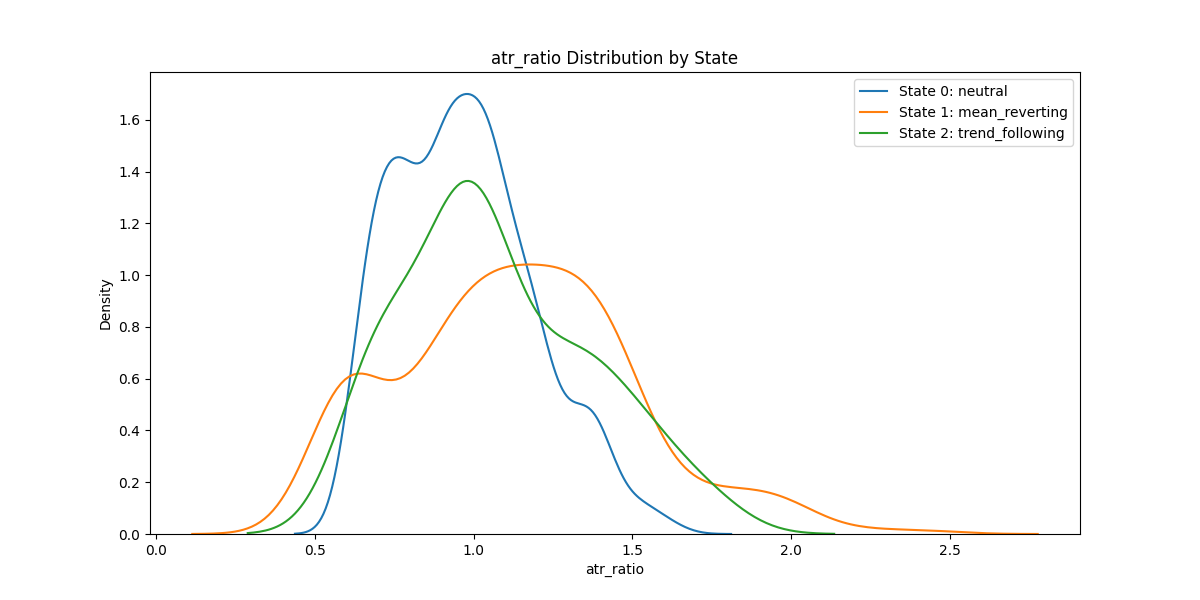 atr_ratio Distribution by State
State 0: neutral
State 1: mean_reverting
State 2: trend_following
Density
1.6
1.4
1.2
1.0
0.8
0.6
0.4
0.2
0.0
0.0 0.5 1.0 1.5 2.0 2.5
atr_ratio